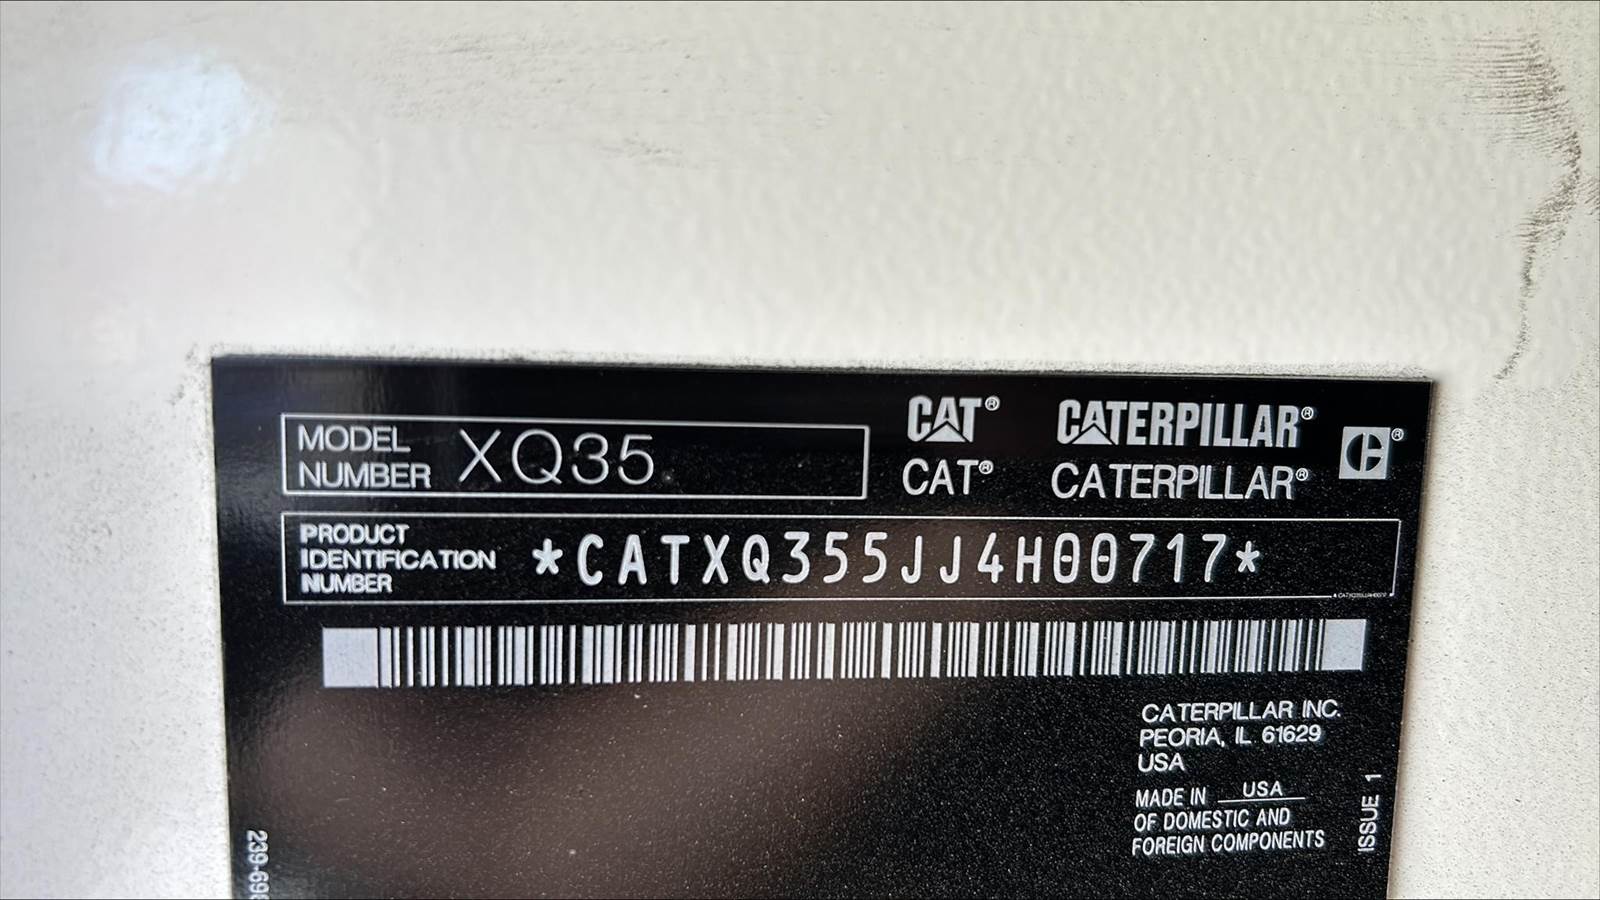 MODEL
NUMBER XQ35
CAT® CATERPILLAR®
CAT® CATERPILLAR®
C®
PRODUCT
IDENTIFICATION
NUMBER
*CATXQ355JJ4H00717*
CATERPILLAR INC.
PEORIA, IL 61629
USA
MADE IN USA
OF DOMESTIC AND
FOREIGN COMPONENTS
ISSUE 1